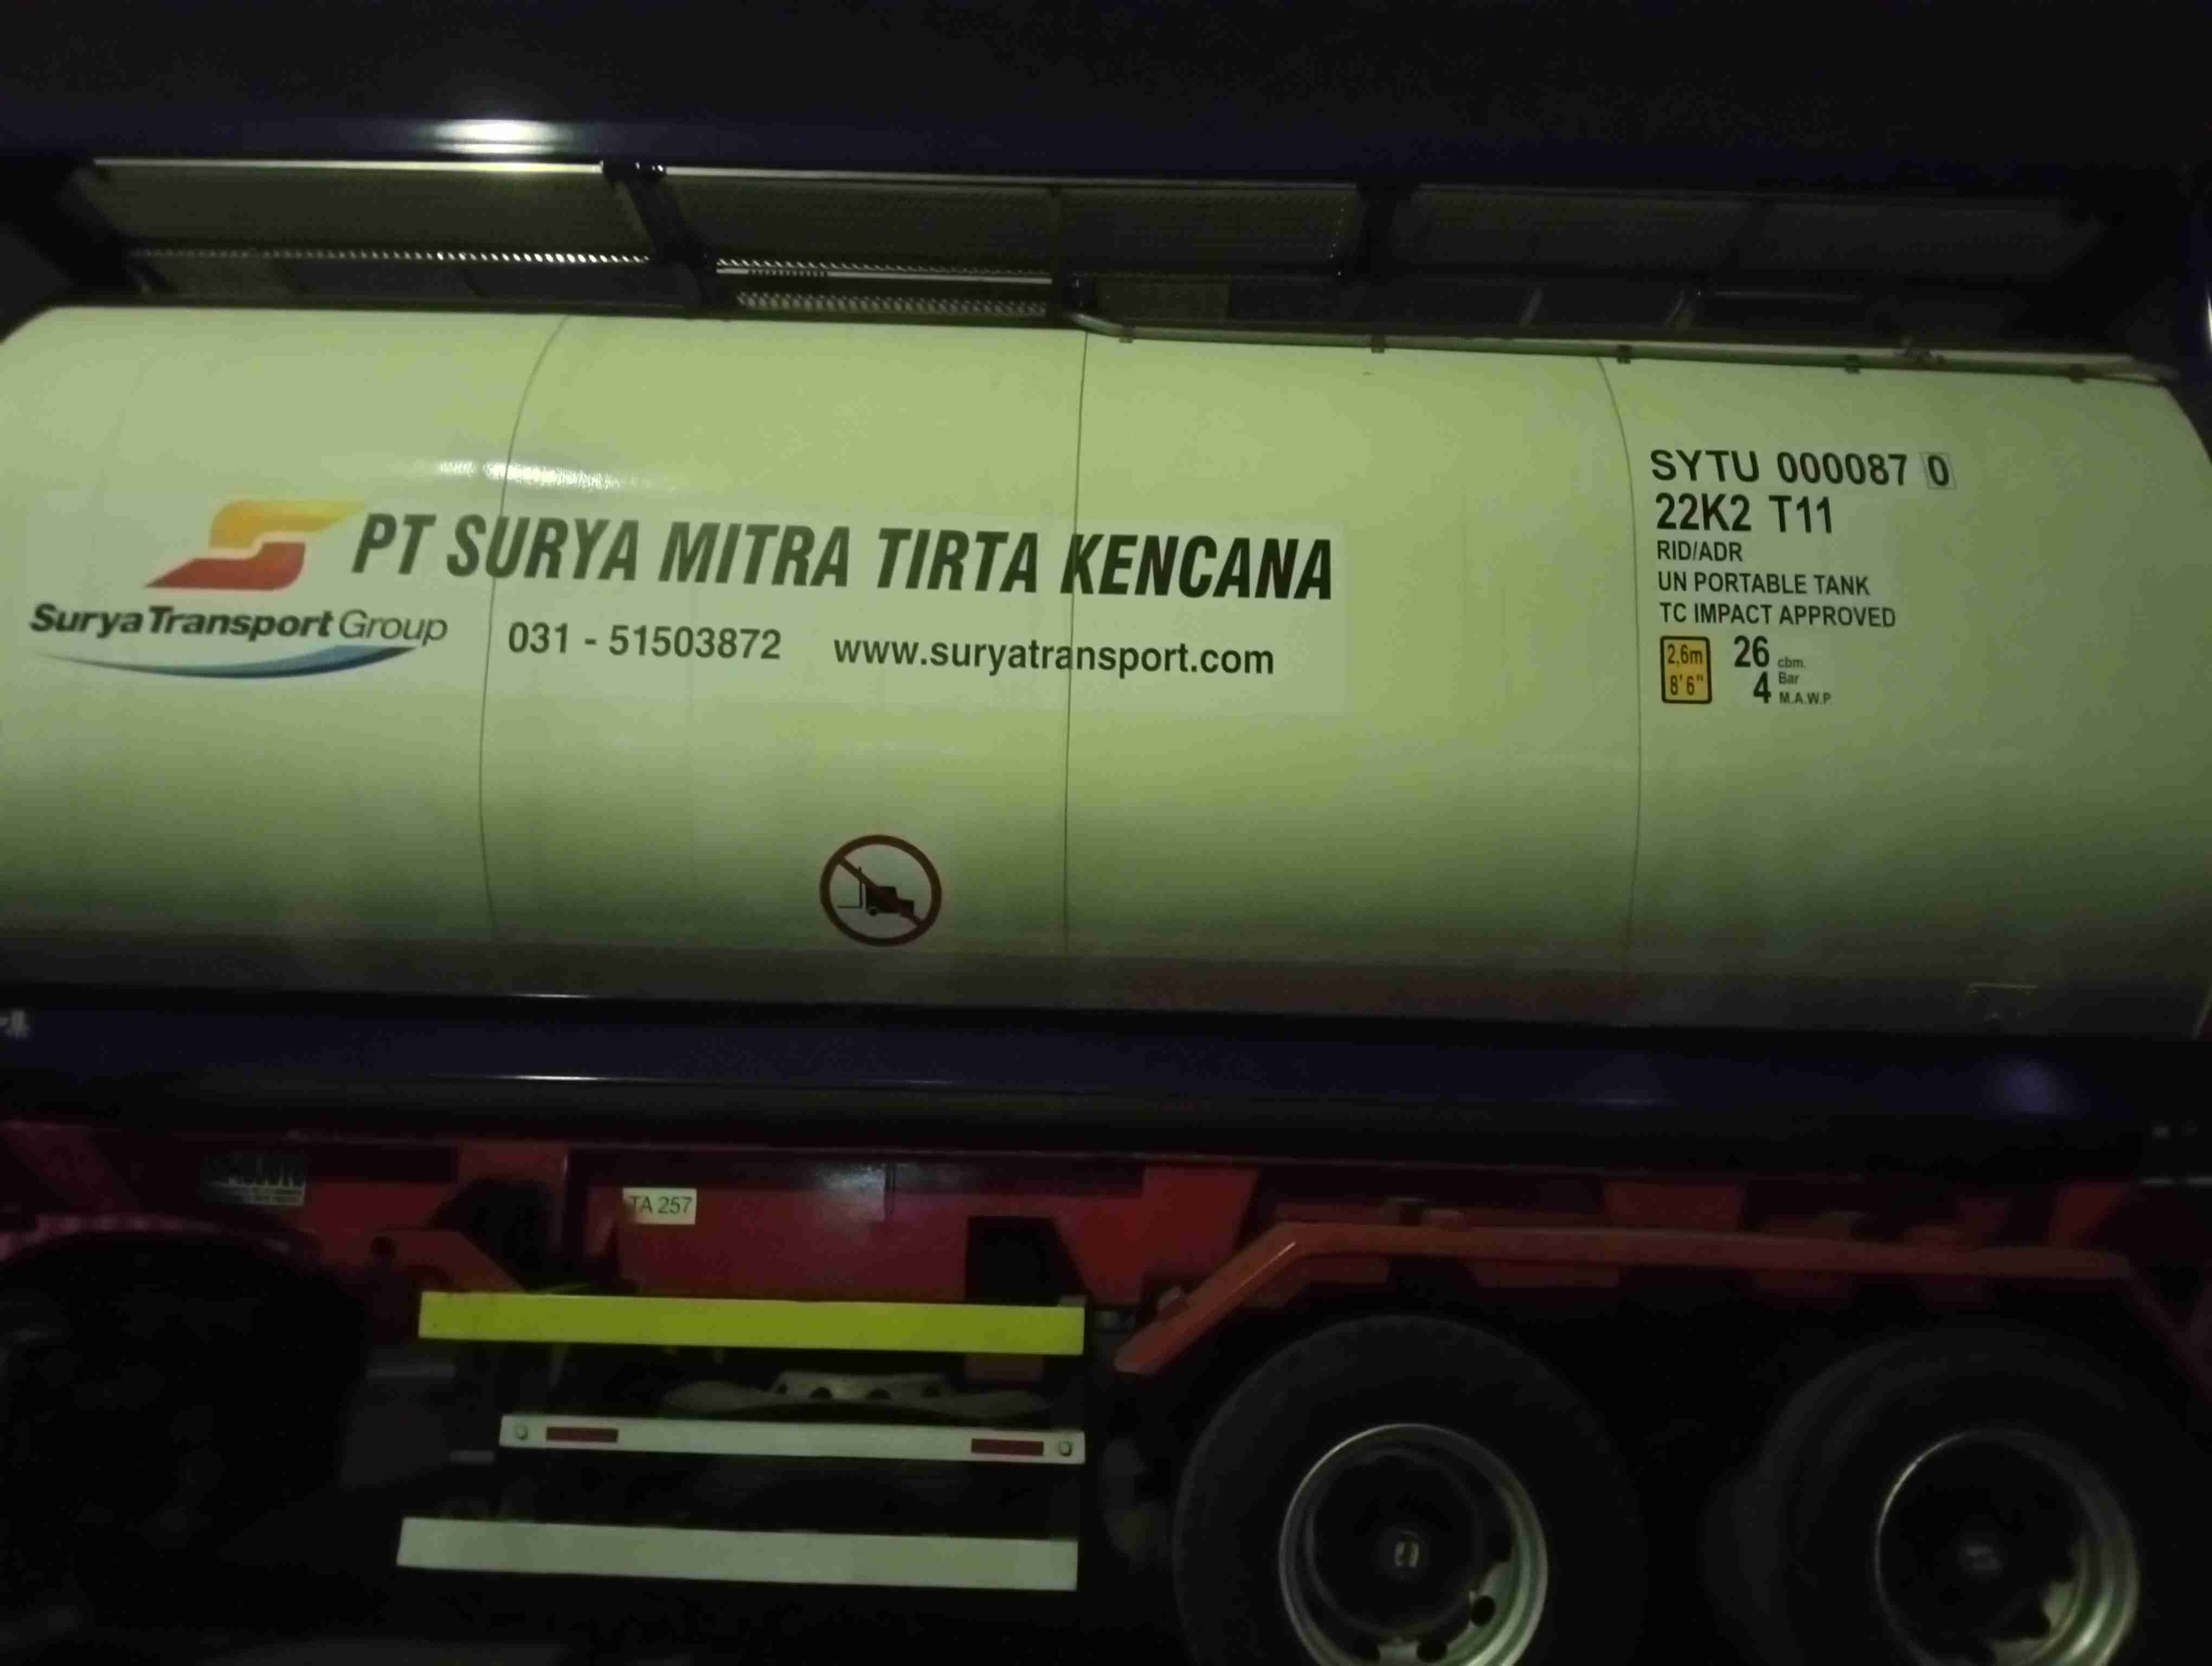 PT SURYA MITRA TIRTA KENCANA
SuryaTransport Group
031 - 51503872 www.suryatransport.com
SYTU 000087 0
22K2 T11
RID/ADR
UN PORTABLE TANK
TC IMPACT APPROVED
2,6m
8'6"
26 cbm.
4 Bar
M.A.W.P
TA 257